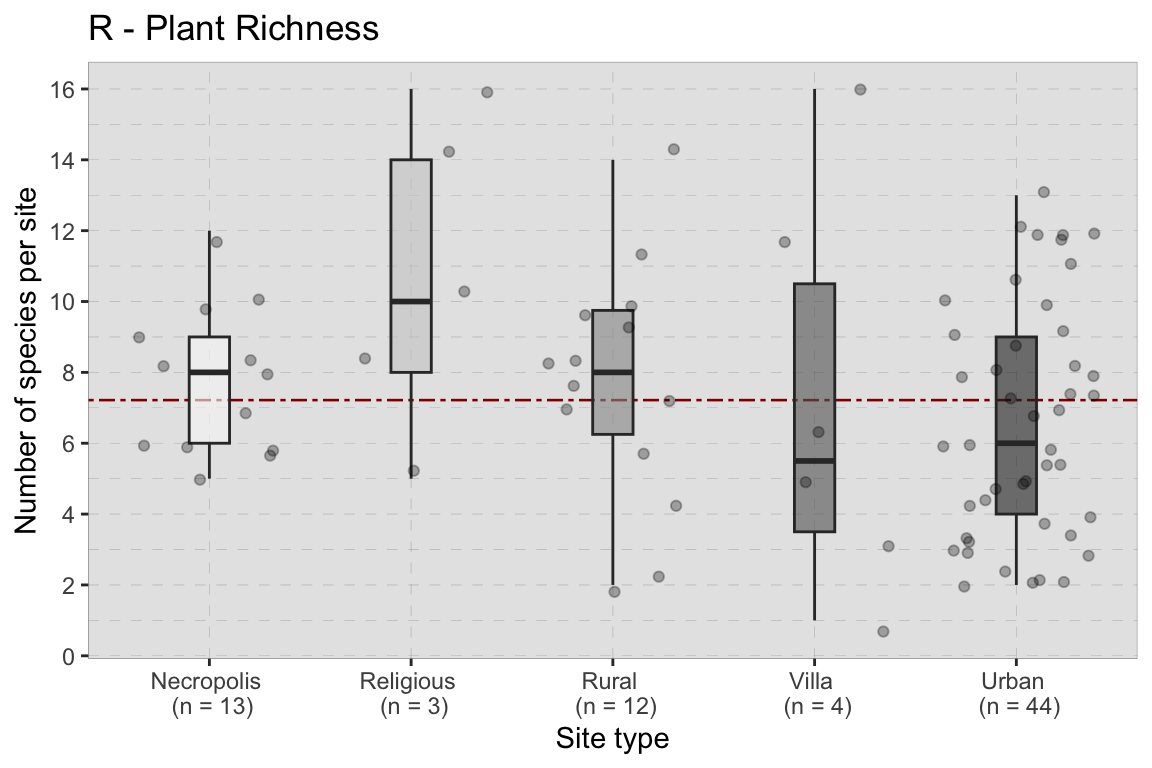 R - Plant Richness
Number of species per site
16
14
12
10
8
6
4
2
0
Necropolis Religious Rural Villa Urban
(n = 13) (n = 3) (n = 12) (n = 4) (n = 44)
Site type